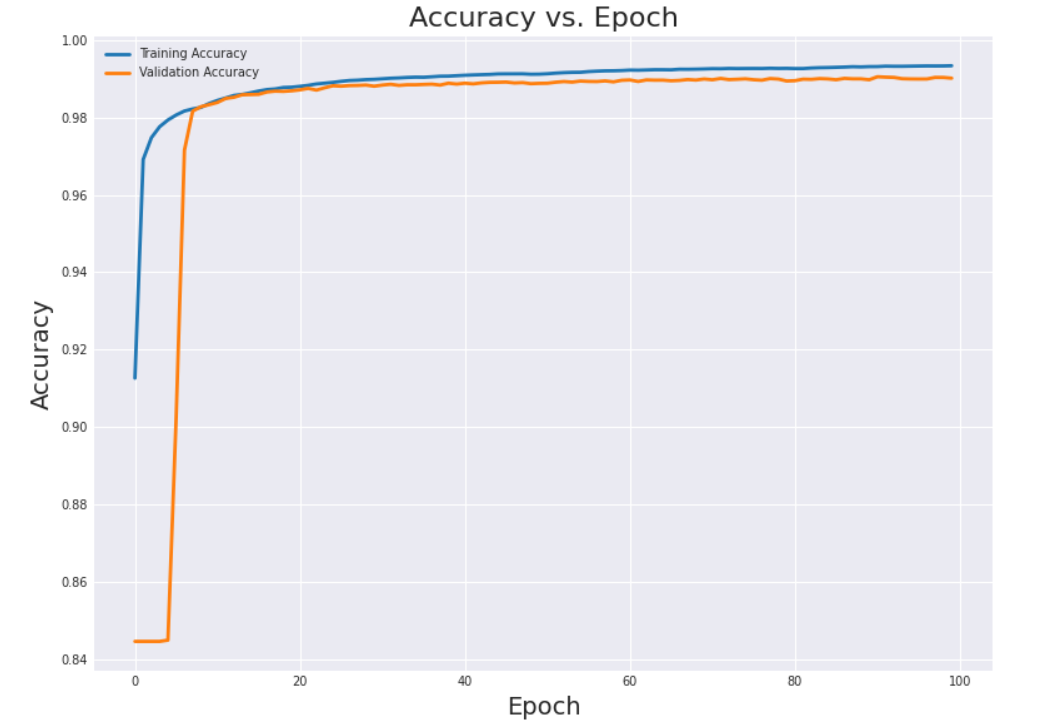 Accuracy vs. Epoch
1.00
Training Accuracy
Validation Accuracy
0.98
0.96
0.94
0.92
0.90
0.88
0.86
0.84
Accuracy
0 20 40 60 80 100
Epoch